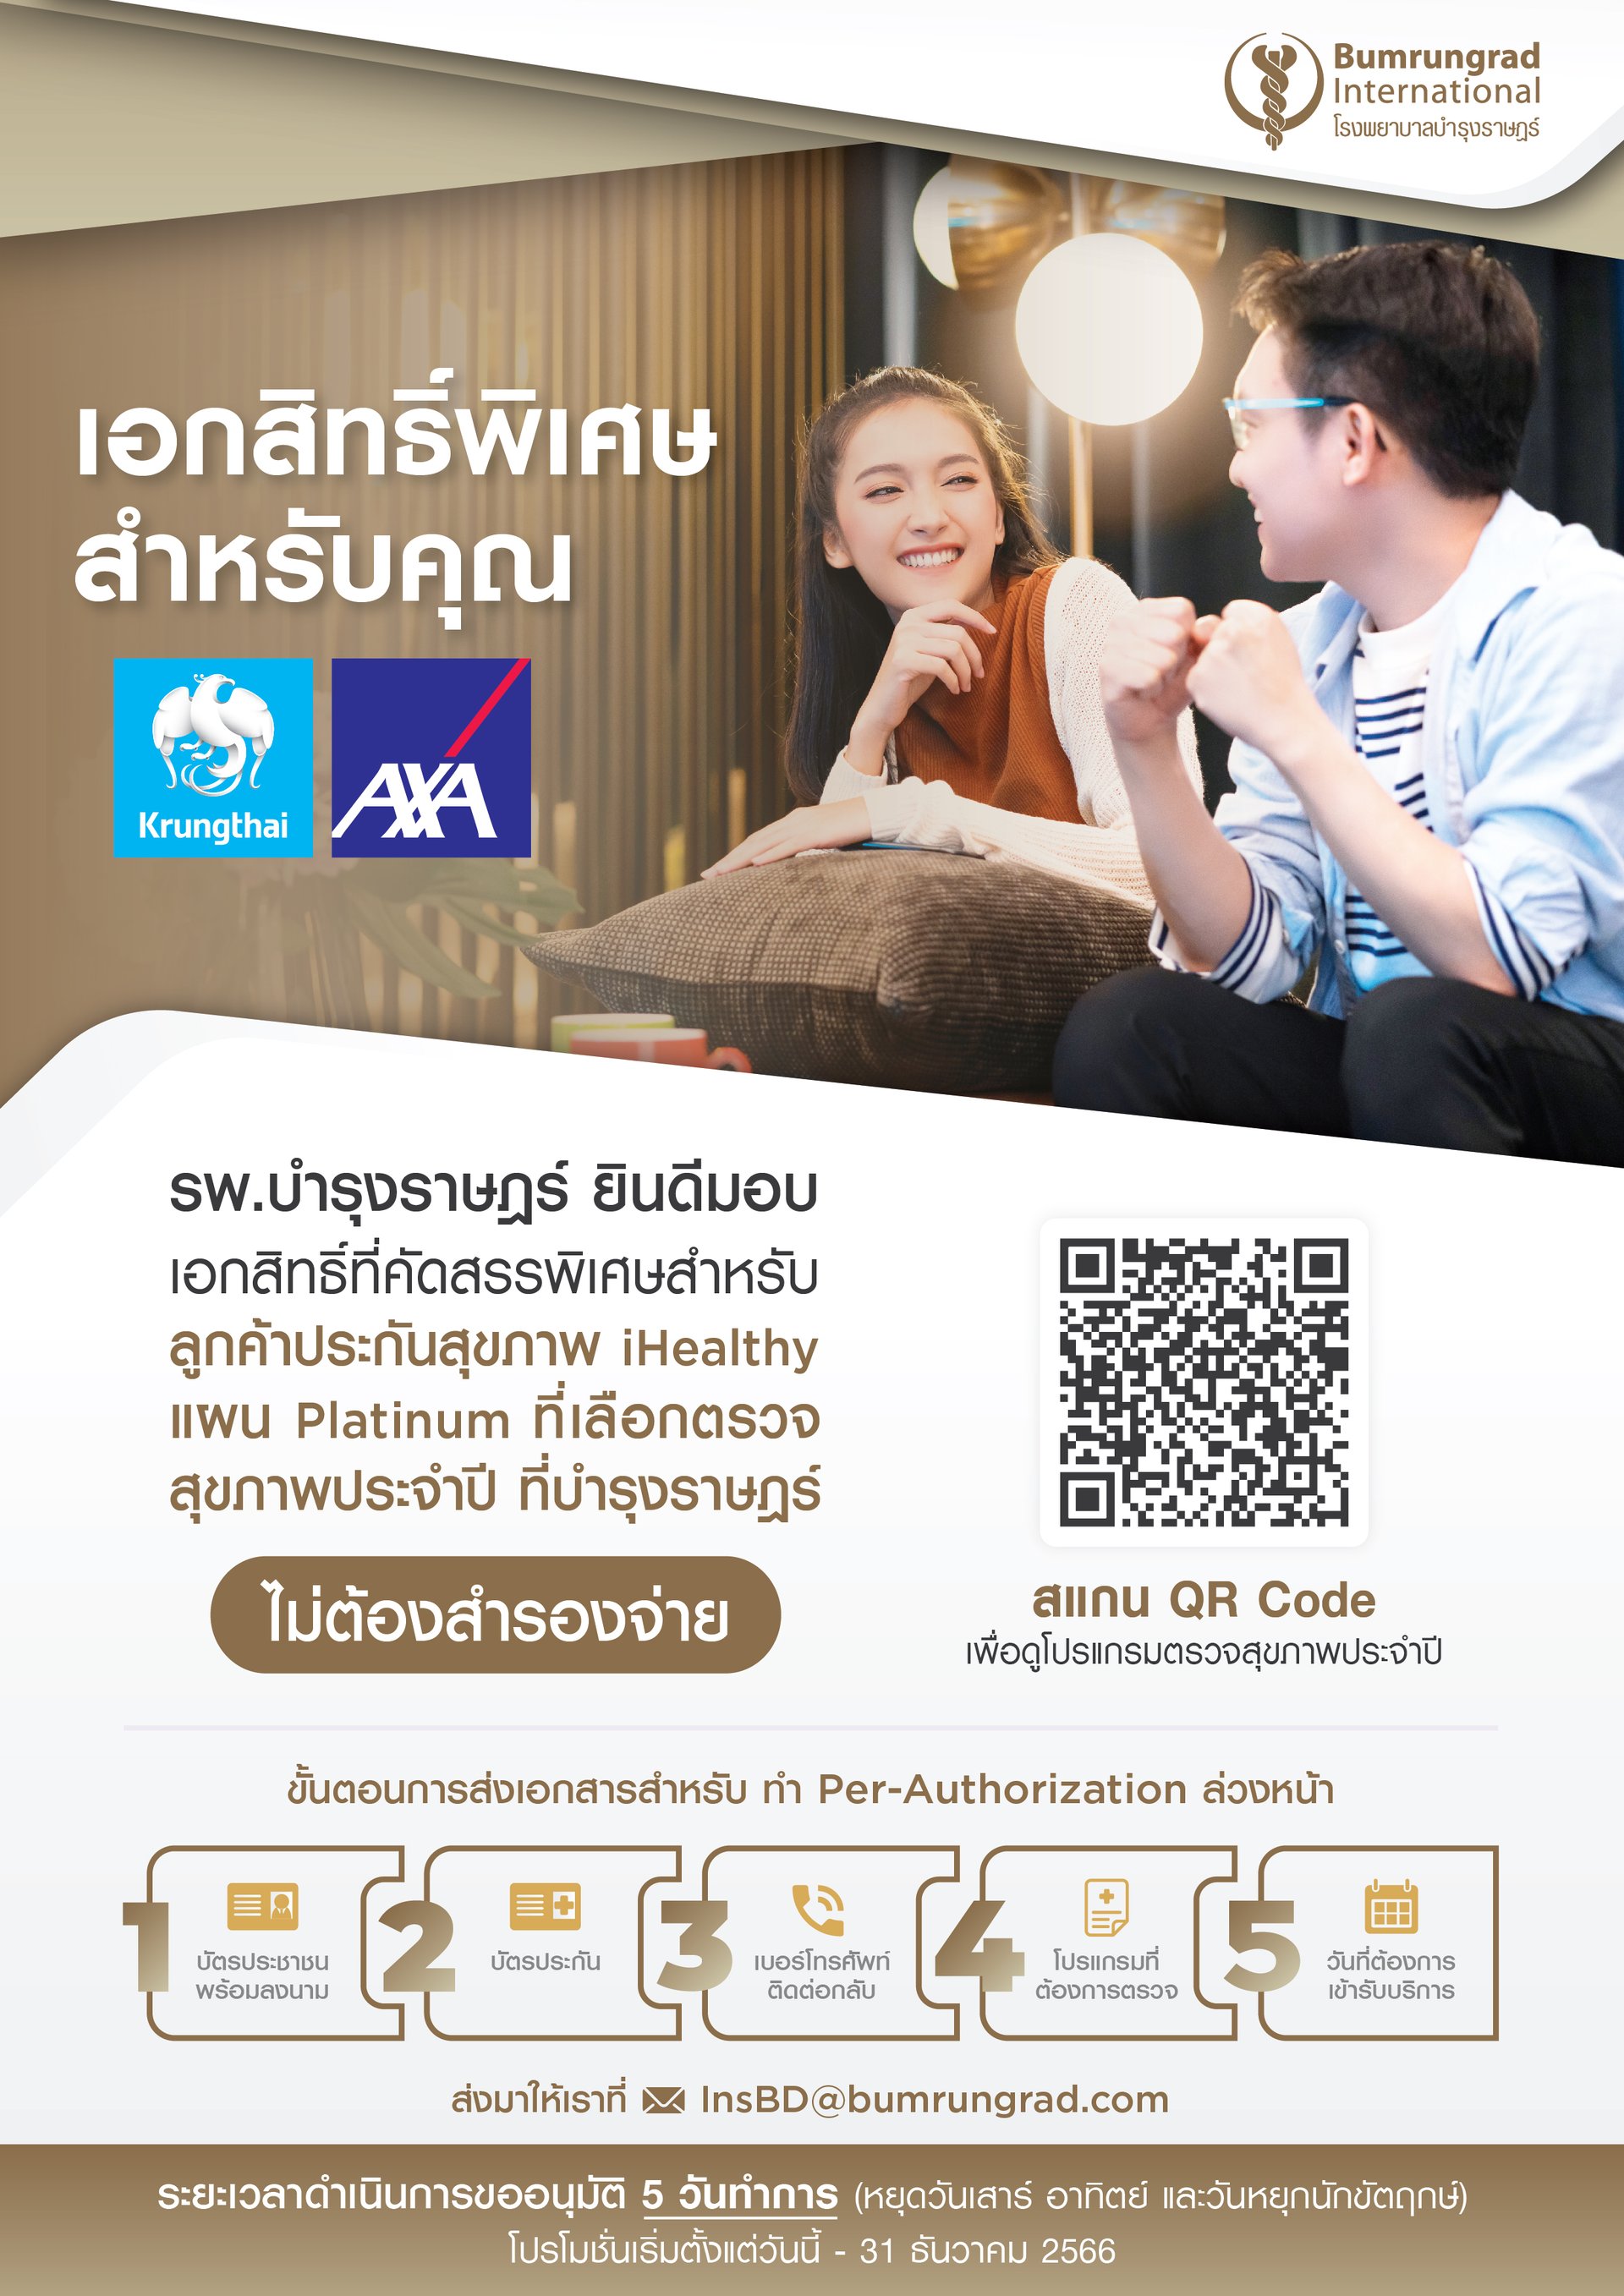 Bumrungrad
International
โรงพยาบาลบำรุงราษฎร์
เอกสิทธิ์พิเศษ
สำหรับคุณ
Krungthai
AXA
รพ.บำรุงราษฎร์ ยินดีมอบ
เอกสิทธิ์ที่คัดสรรพิเศษสำหรับ
ลูกค้าประกันสุขภาพ iHealthy
แผน Platinum ที่เลือกตรวจ
สุขภาพประจำปี ที่บำรุงราษฎร์
ไม่ต้องสำรองจ่าย
สแกน QR Code
เพื่อดูโปรแกรมตรวจสุขภาพประจำปี
ขั้นตอนการส่งเอกสารสำหรับ ทำ Per-Authorization ล่วงหน้า
1
บัตรประชาชน
พร้อมลงนาม
2
บัตรประกัน
3
เบอร์โทรศัพท์
ติดต่อกลับ
4
โปรแกรมที่
ต้องการตรวจ
5
วันที่ต้องการ
เข้ารับบริการ
ส่งมาให้เราที่ InsBD@bumrungrad.com
ระยะเวลาดำเนินการขออนุมัติ 5 วันทำการ (หยุดวันเสาร์ อาทิตย์ และวันหยุกนักขัตฤกษ์)
โปรโมชั่นเริ่มตั้งแต่วันนี้ - 31 ธันวาคม 2566